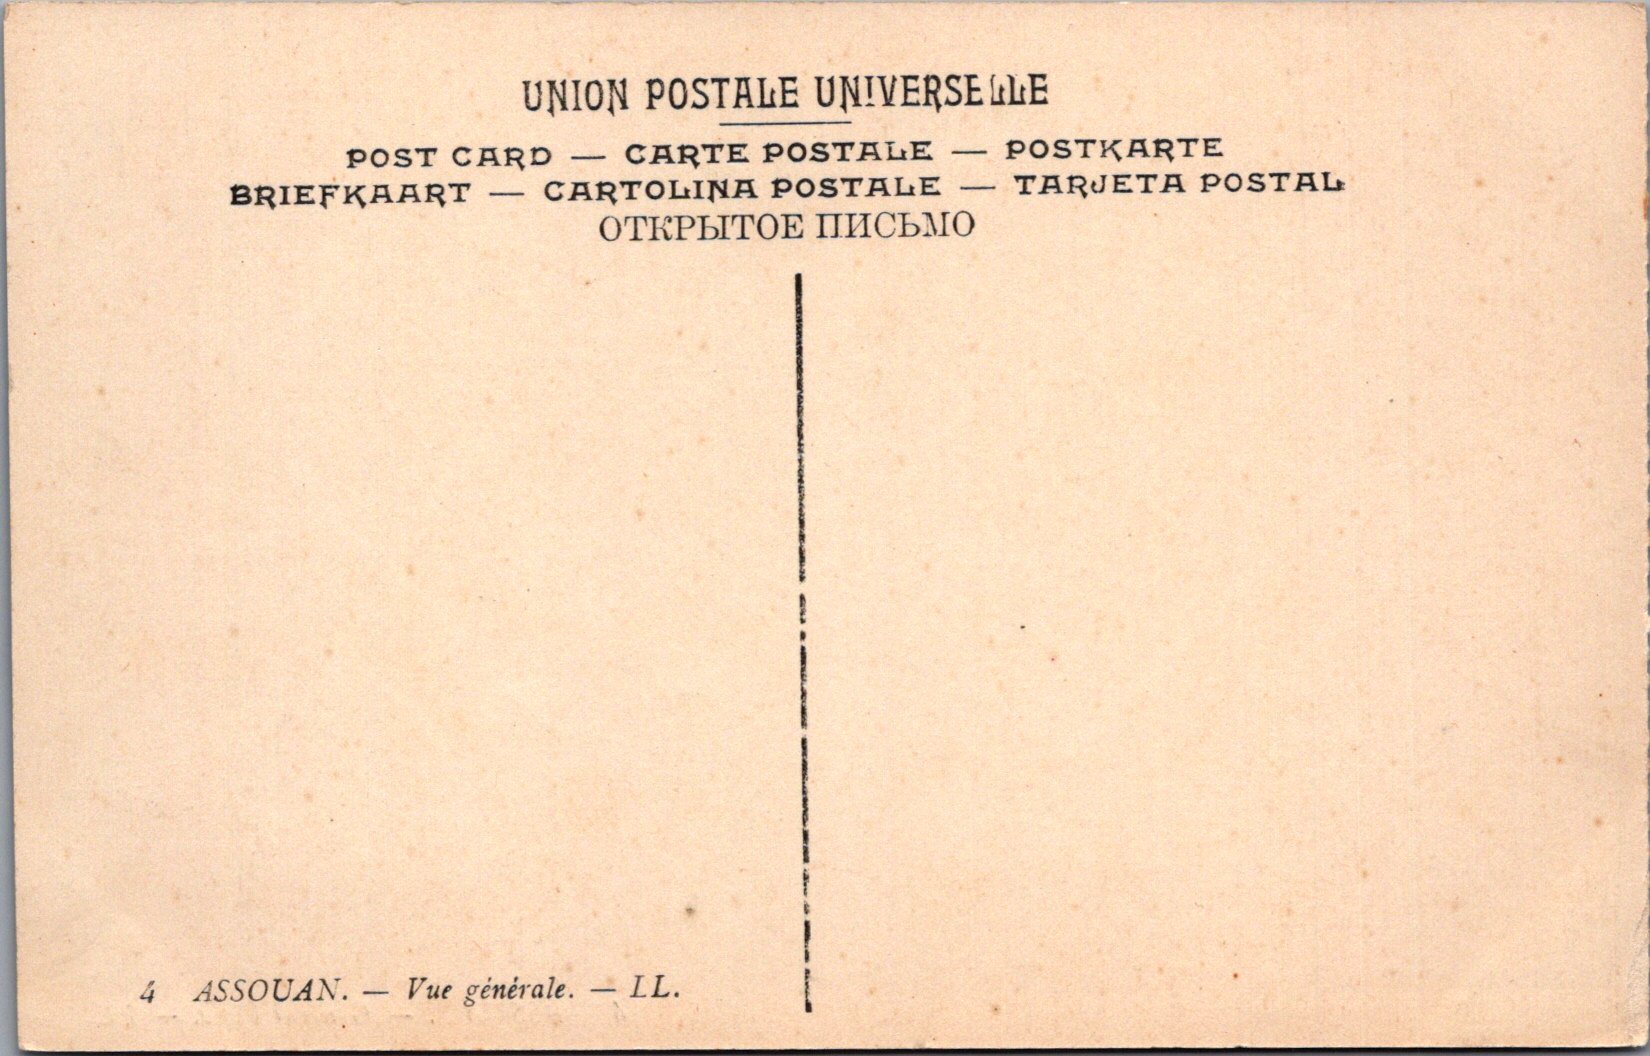 UNION POSTALE UNIVERSELLE
POST CARD — CARTE POSTALE — POSTKARTE
BRIEFKAART — CARTOLINA POSTALE — TARJETA POSTAL
ОТКРЫТОЕ ПИСЬМО
4 ASSOUAN. — Vue générale. — LL.